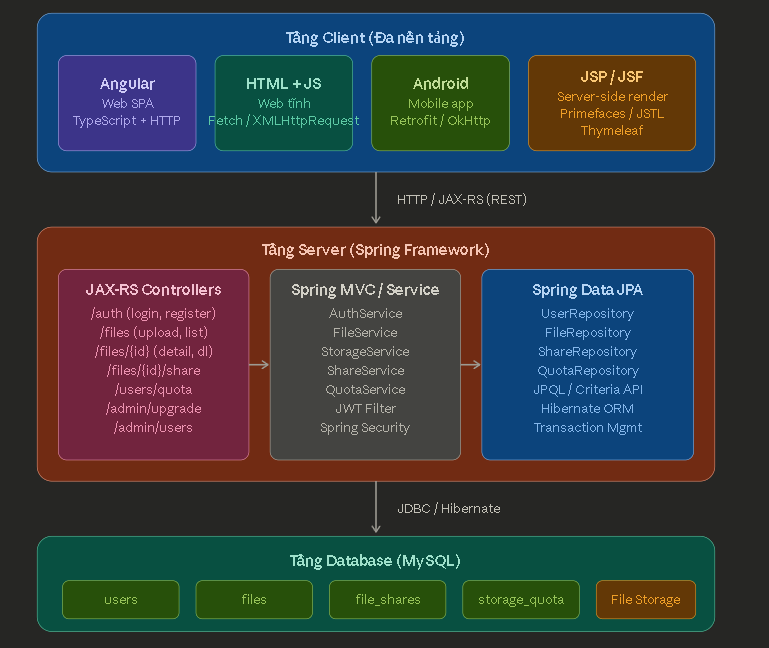 Tầng Client (Đa nền tảng)
Angular
Web SPA
TypeScript + HTTP
HTML + JS
Web tĩnh
Fetch / XMLHttpRequest
Android
Mobile app
Retrofit / OkHttp
JSP / JSF
Server-side render
Primefaces / JSTL
Thymeleaf
HTTP / JAX-RS (REST)
Tầng Server (Spring Framework)
JAX-RS Controllers
/auth (login, register)
/files (upload, list)
/files/{id} (detail, dl)
/files/{id}/share
/users/quota
/admin/upgrade
/admin/users
Spring MVC / Service
AuthService
FileService
StorageService
ShareService
QuotaService
JWT Filter
Spring Security
Spring Data JPA
UserRepository
FileRepository
ShareRepository
QuotaRepository
JPQL / Criteria API
Hibernate ORM
Transaction Mgmt
JDBC / Hibernate
Tầng Database (MySQL)
users
files
file_shares
storage_quota
File Storage